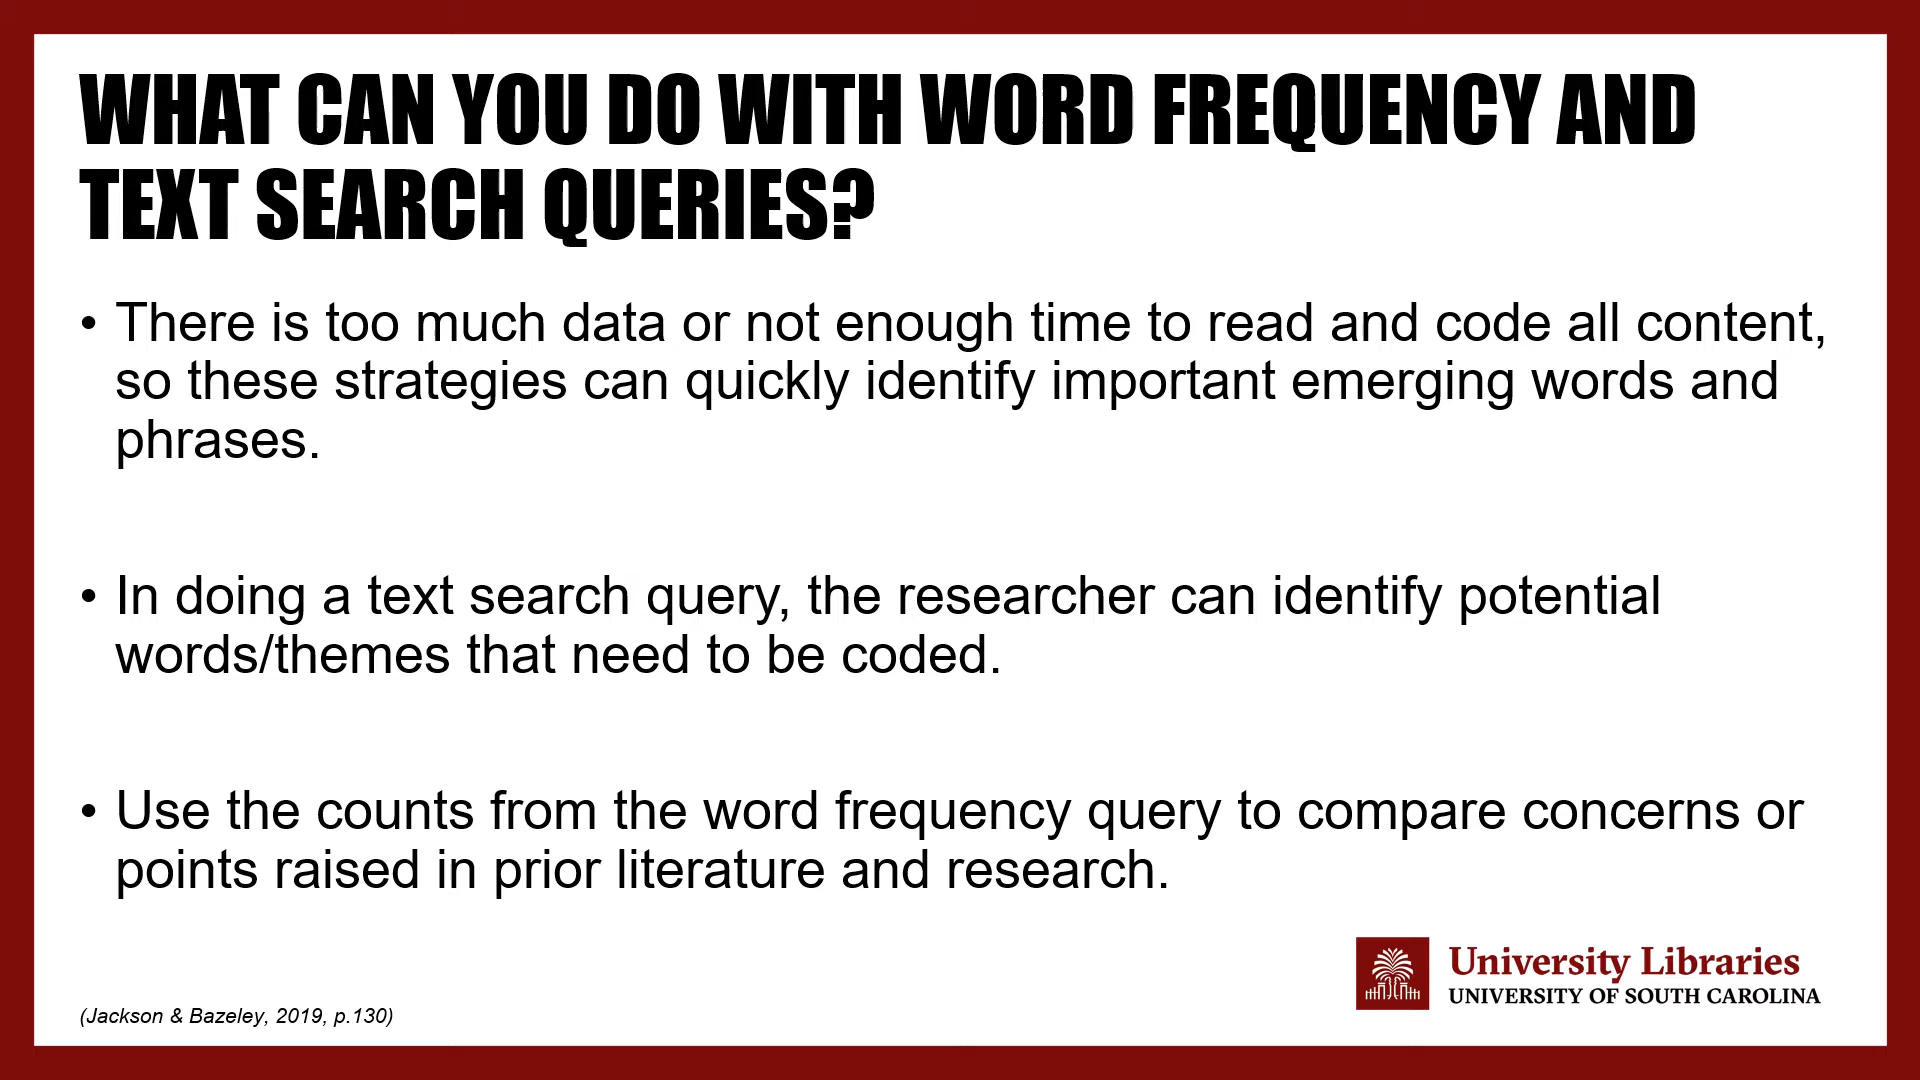 WHAT CAN YOU DO WITH WORD FREQUENCY AND
TEXT SEARCH QUERIES?
• There is too much data or not enough time to read and code all content,
so these strategies can quickly identify important emerging words and
phrases.
• In doing a text search query, the researcher can identify potential
words/themes that need to be coded.
• Use the counts from the word frequency query to compare concerns or
points raised in prior literature and research.
University Libraries
UNIVERSITY OF SOUTH CAROLINA
(Jackson & Bazeley, 2019, p.130)